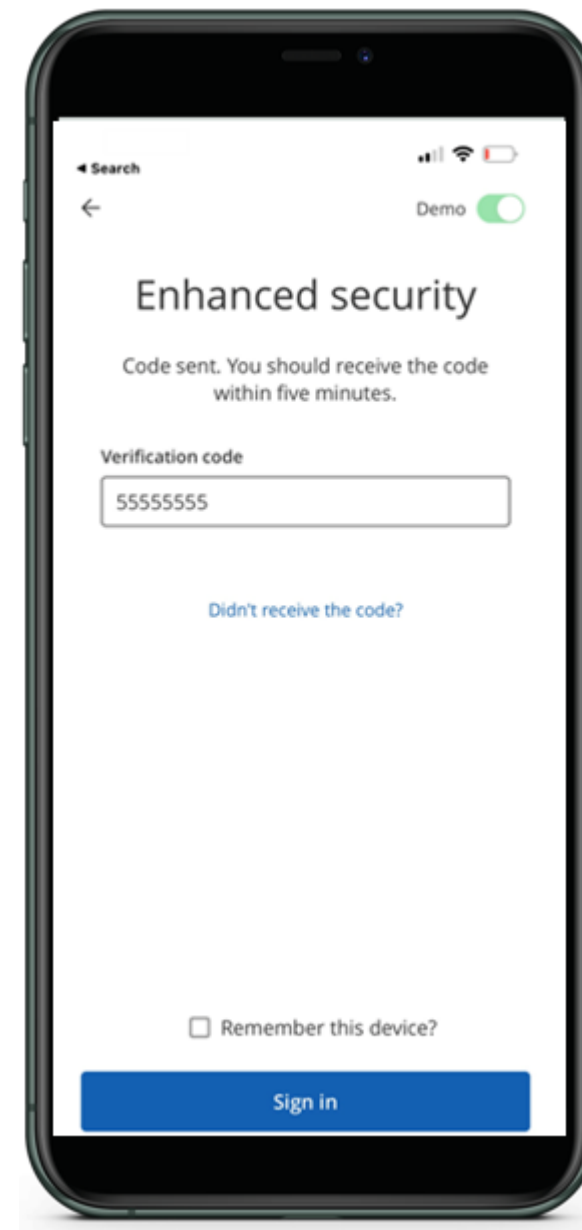 ◄ Search
Demo
Enhanced security
Code sent. You should receive the code
within five minutes.
Verification code
55555555
Didn't receive the code?
Remember this device?
Sign in